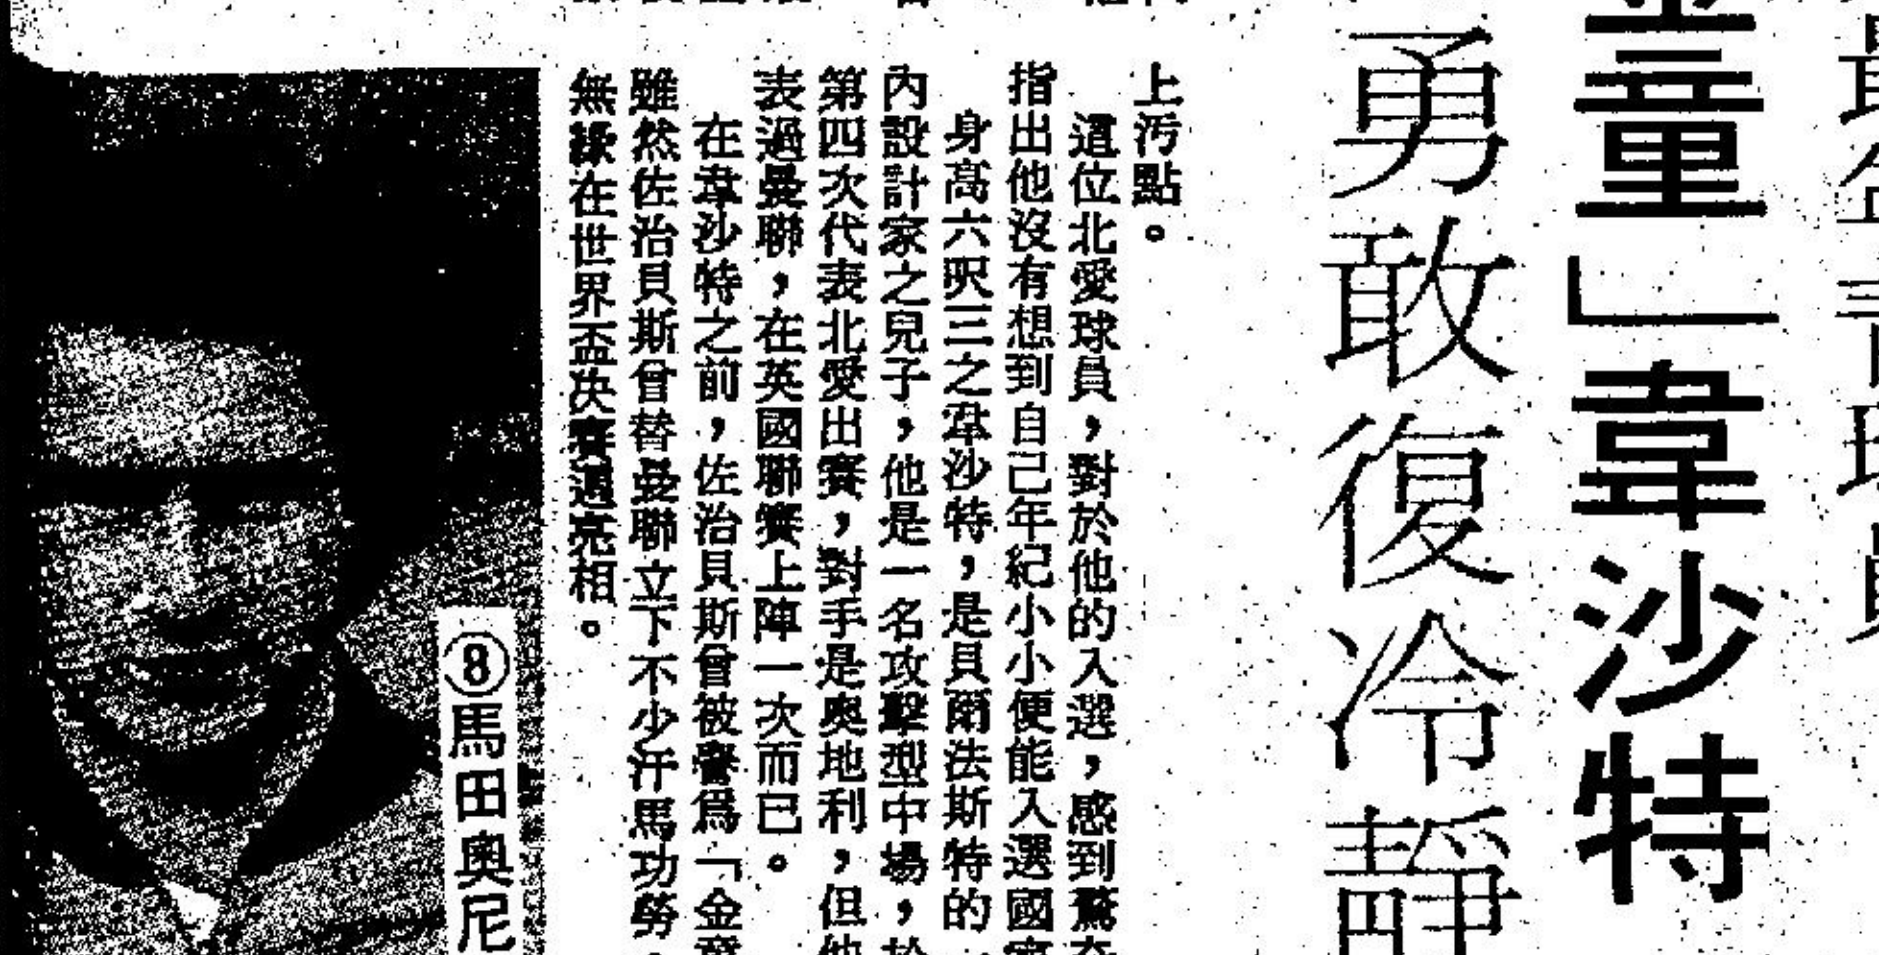 童」韋沙特
勇敢復冷靜
上污點。
這位北愛球員,對於他的入選,感到驚
指出他沒有想到自己年紀小小便能入選國
身高六呎三之韋沙特,是貝爾法斯特的
內設計家之兒子,他是一名攻擊型中場,於
第四次代表北愛出賽,對手是奧地利,但他
表過曼聯,在英國聯賽上陣一次而已。
在韋沙特之前,佐治貝斯曾被譽爲「金童
雖然佐治貝斯曾替曼聯立下不少汗馬功勞,
無緣在世界盃決賽週亮相。
⑧馬田奧尼